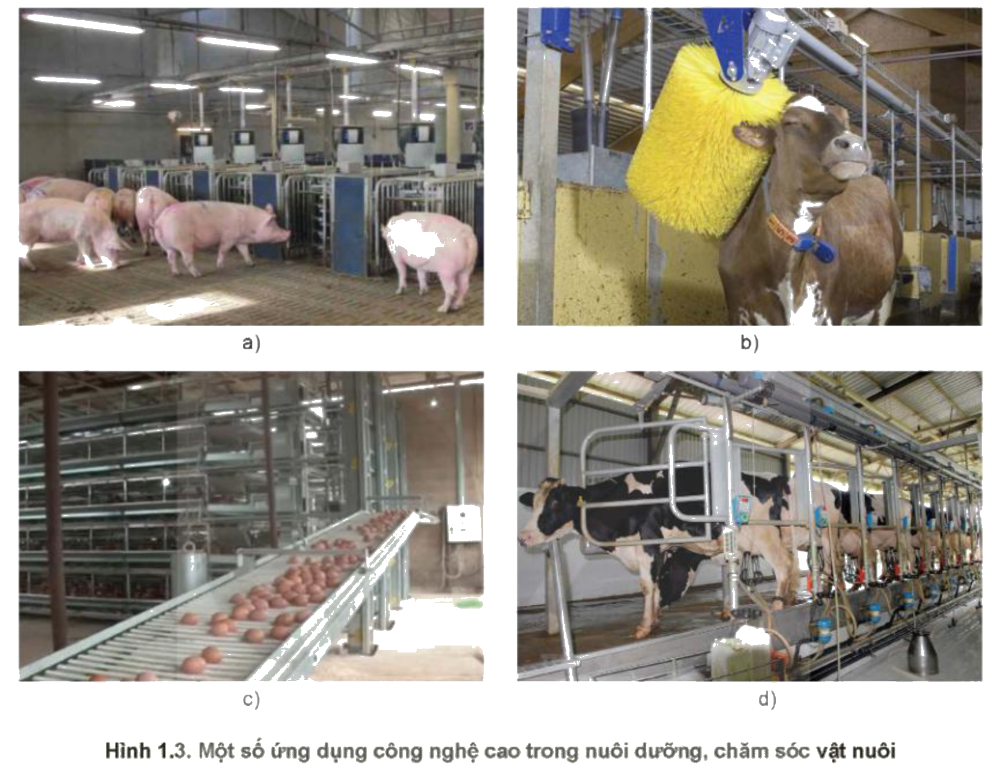 a)
b)
c)
d)
Hình 1.3. Một số ứng dụng công nghệ cao trong nuôi dưỡng, chăm sóc vật nuôi